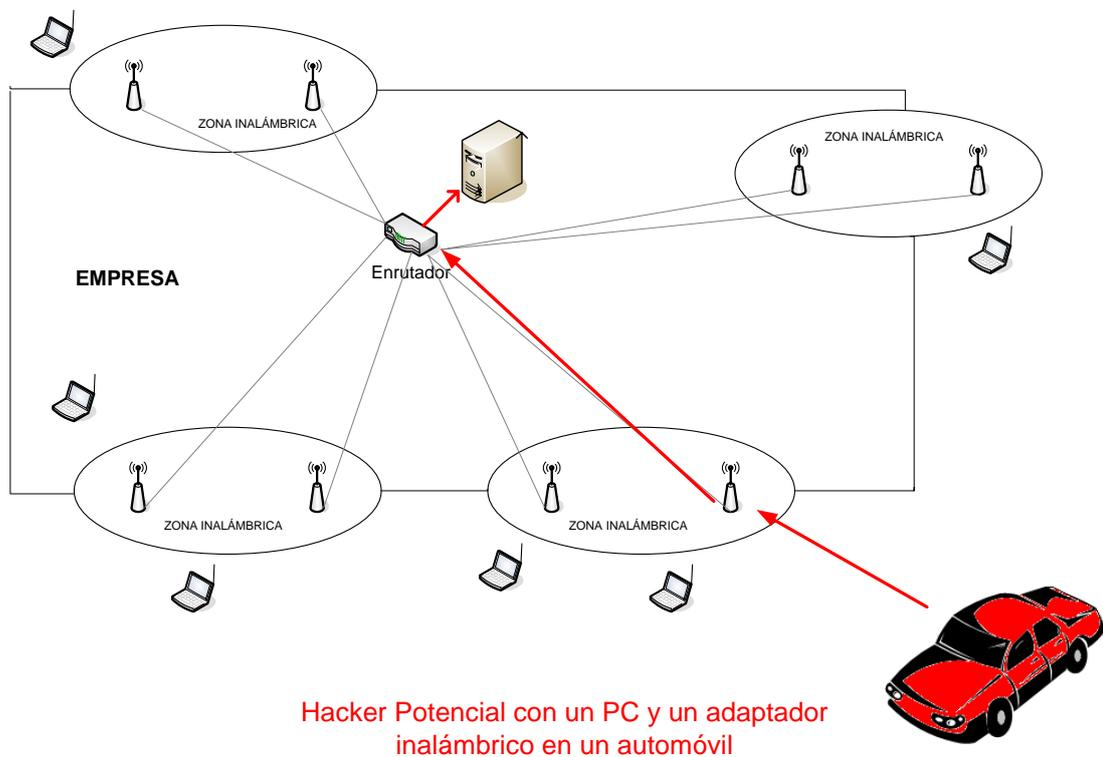 ZONA INALÁMBRICA
ZONA INALÁMBRICA
EMPRESA
Enrutador
ZONA INALÁMBRICA
ZONA INALÁMBRICA
Hacker Potencial con un PC y un adaptador
inalámbrico en un automóvil